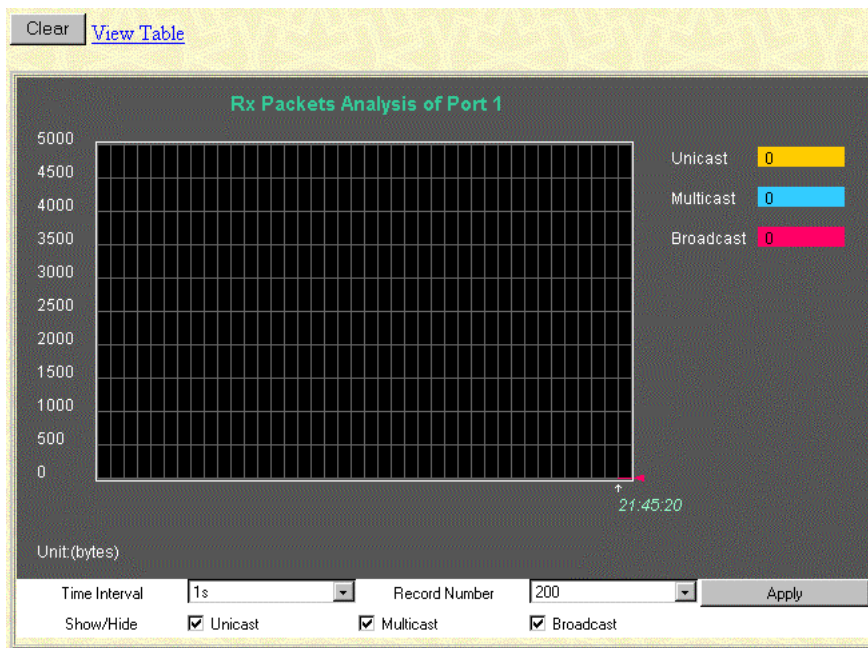 Clear View Table
Rx Packets Analysis of Port 1
5000
4500
4000
3500
3000
2500
2000
1500
1000
500
0
Unicast 0
Multicast 0
Broadcast 0
21:45:20
Unit:(bytes)
Time Interval 1s Record Number 200 Apply
Show/Hide Unicast Multicast Broadcast